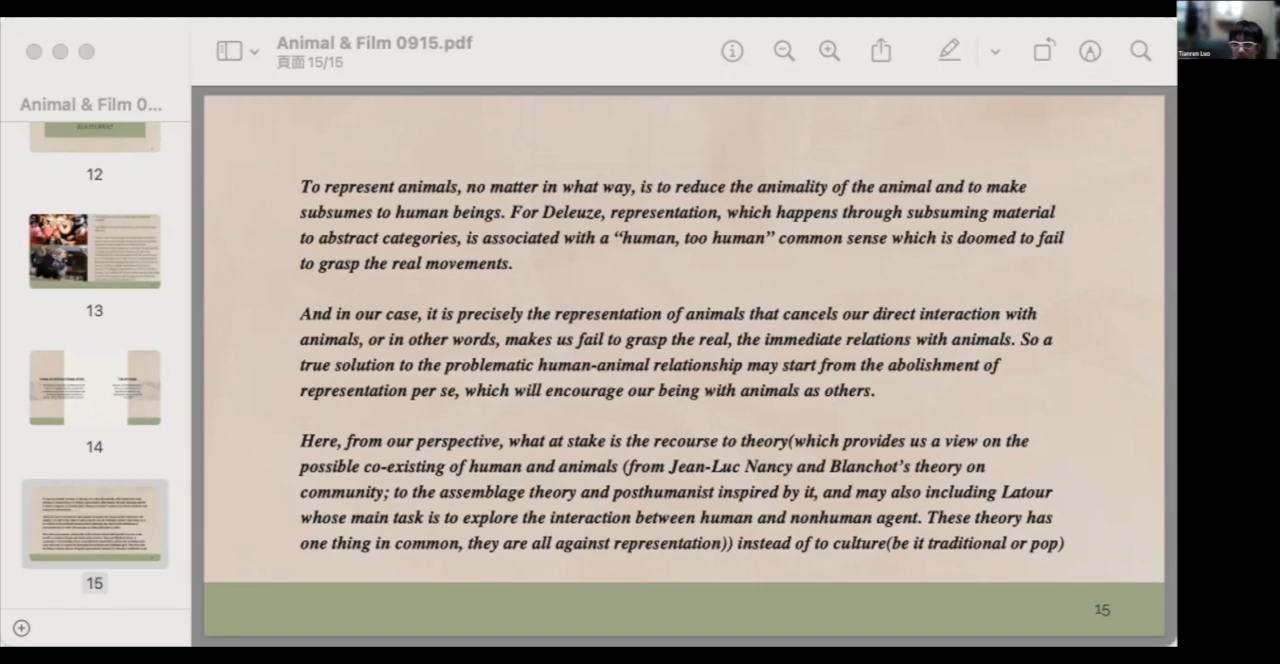 Animal & Film 0915.pdf
頁面 15/15
Animal & Film 0...
12
13
14
15
To represent animals, no matter in what way, is to reduce the animality of the animal and to make
subsumes to human beings. For Deleuze, representation, which happens through subsuming material
to abstract categories, is associated with a “human, too human” common sense which is doomed to fail
to grasp the real movements.
And in our case, it is precisely the representation of animals that cancels our direct interaction with
animals, or in other words, makes us fail to grasp the real, the immediate relations with animals. So a
true solution to the problematic human-animal relationship may start from the abolishment of
representation per se, which will encourage our being with animals as others.
Here, from our perspective, what at stake is the recourse to theory(which provides us a view on the
possible co-existing of human and animals (from Jean-Luc Nancy and Blanchot's theory on
community; to the assemblage theory and posthumanist inspired by it, and may also including Latour
whose main task is to explore the interaction between human and nonhuman agent. These theory has
one thing in common, they are all against representation)) instead of to culture(be it traditional or pop)
15
Tianren Luo